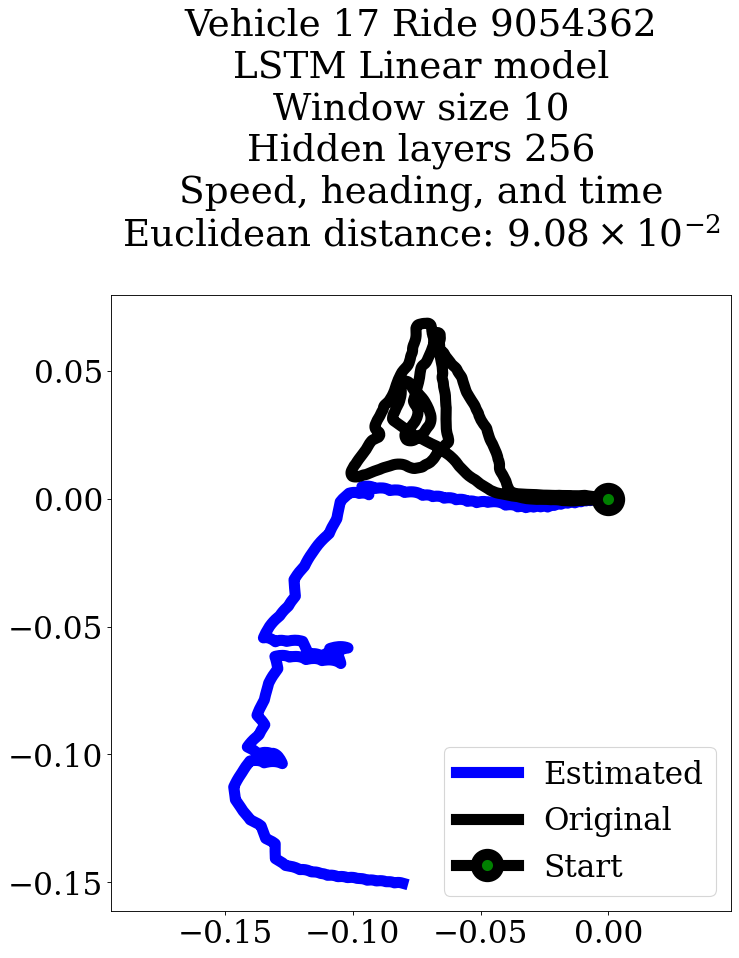 Vehicle 17 Ride 9054362
LSTM Linear model
Window size 10
Hidden layers 256
Speed, heading, and time
Euclidean distance: 9.08 × 10⁻²
0.05
0.00
−0.05
−0.10
−0.15
Estimated
Original
Start
−0.15 −0.10 −0.05 0.00